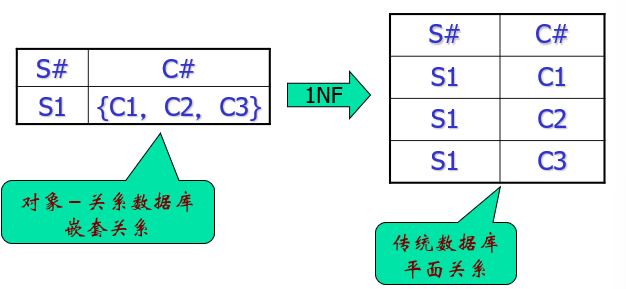 S# C#
S1 {C1，C2，C3}
对象－关系数据库
嵌套关系
1NF
S# C#
S1 C1
S1 C2
S1 C3
传统数据库
平面关系